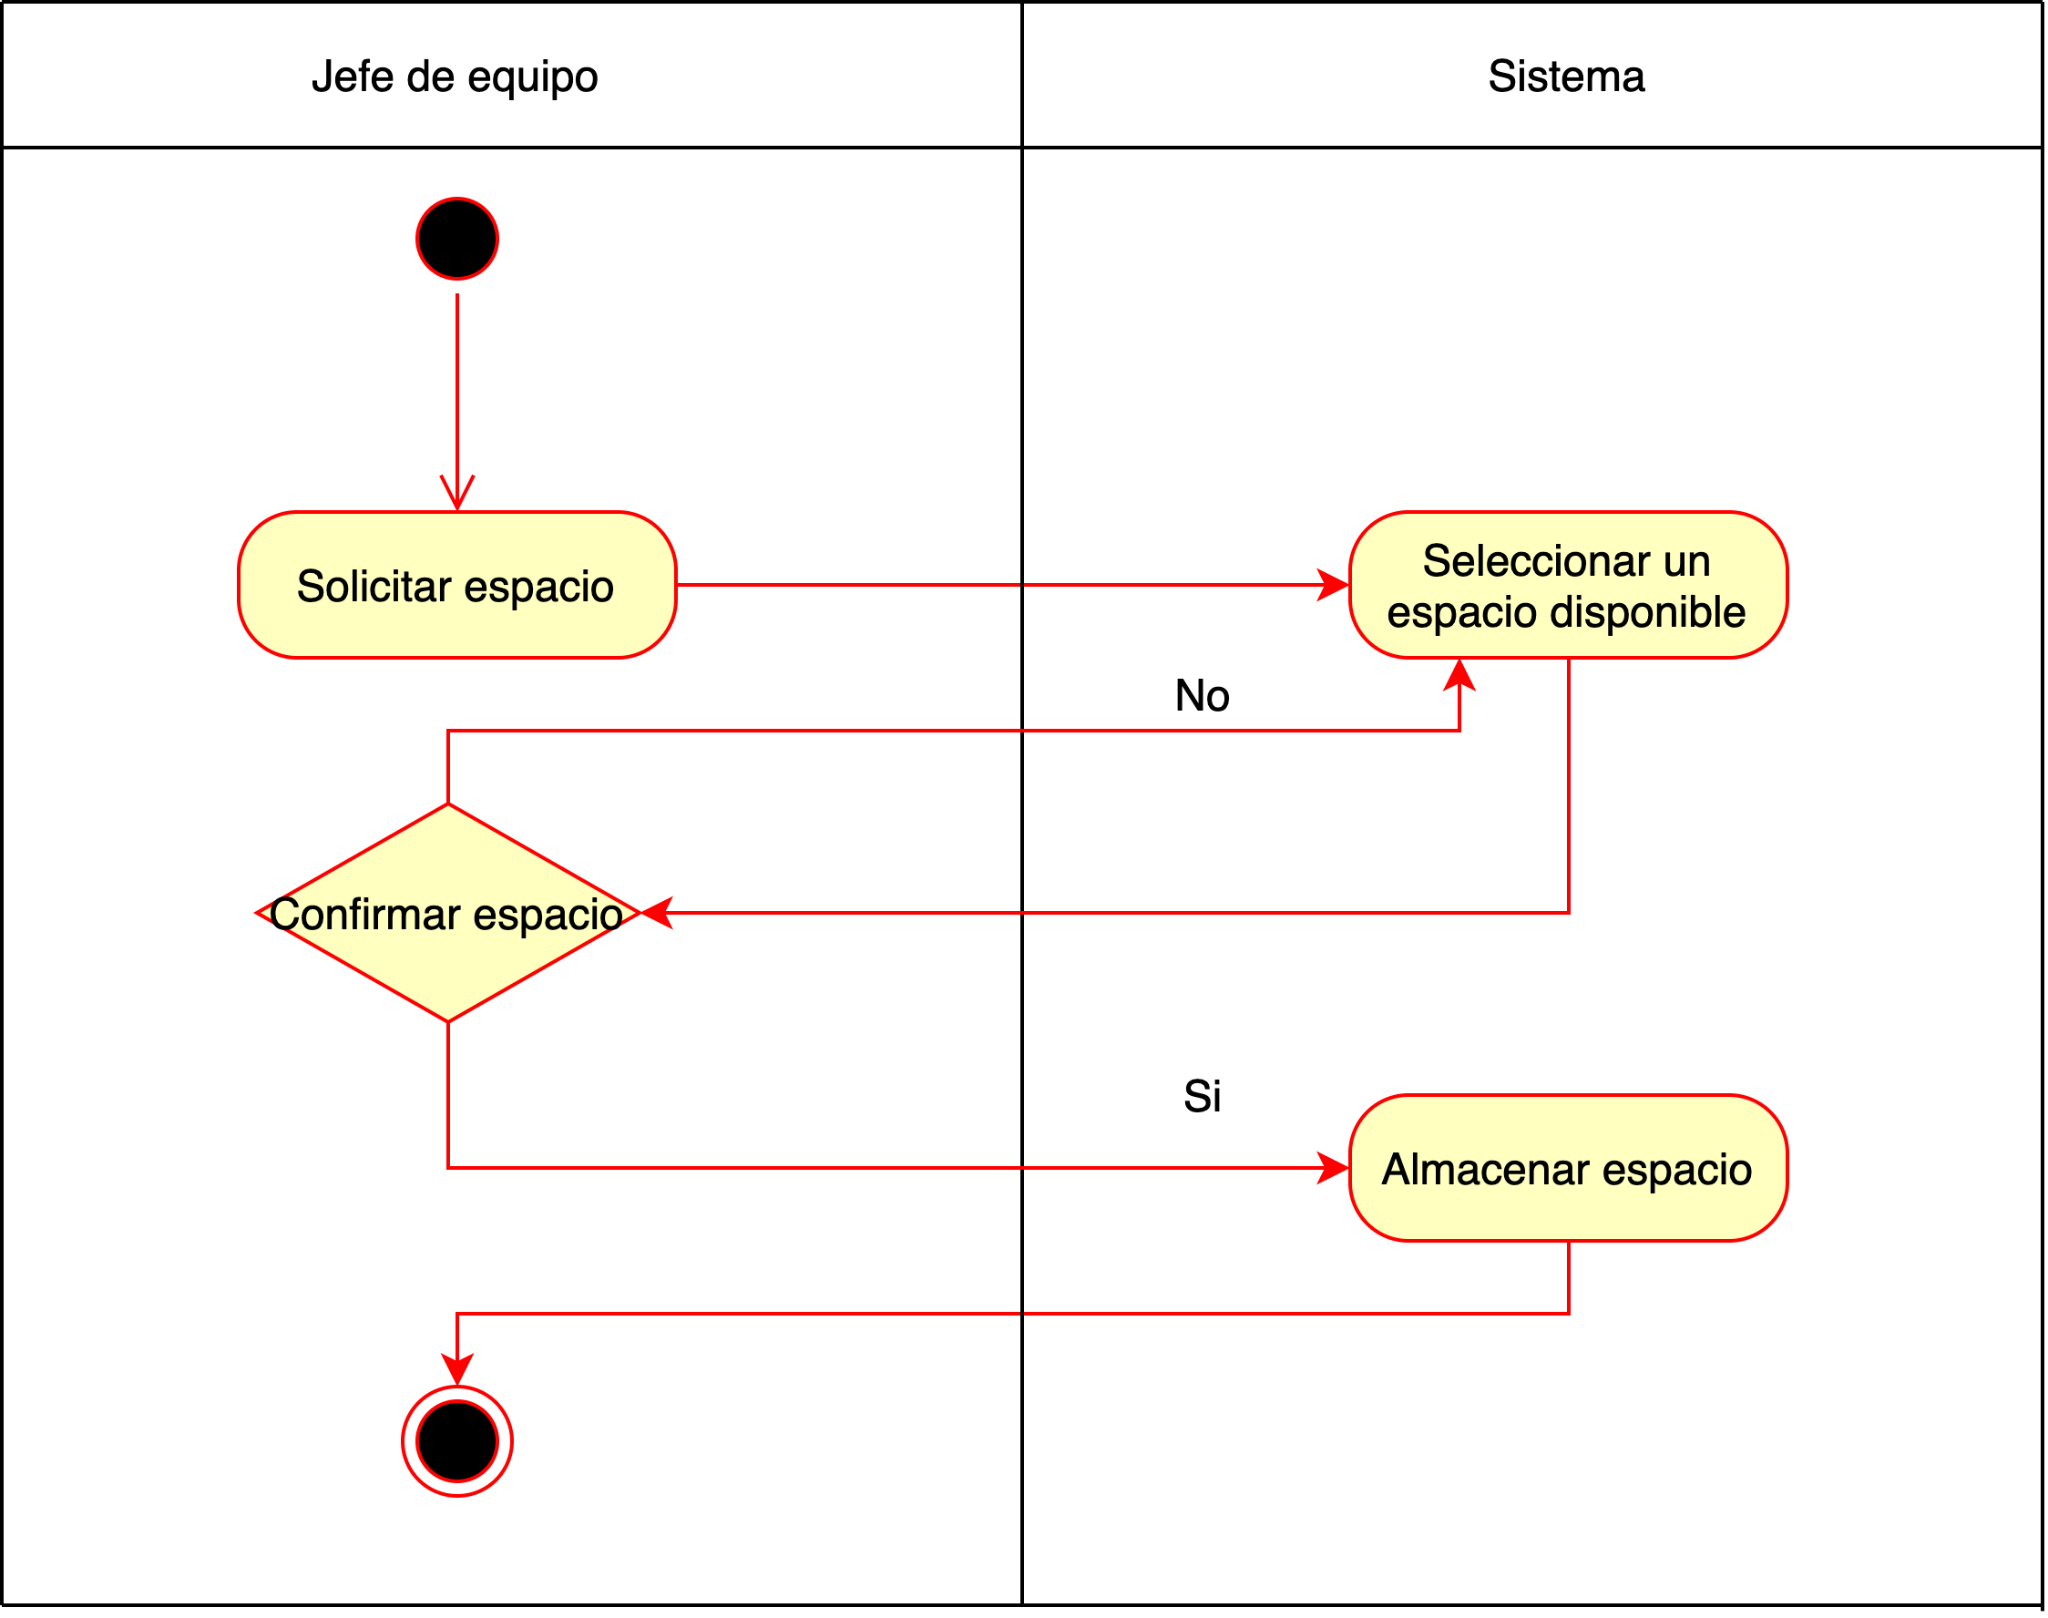 Jefe de equipo
Sistema
Solicitar espacio
Seleccionar un
espacio disponible
No
Confirmar espacio
Si
Almacenar espacio